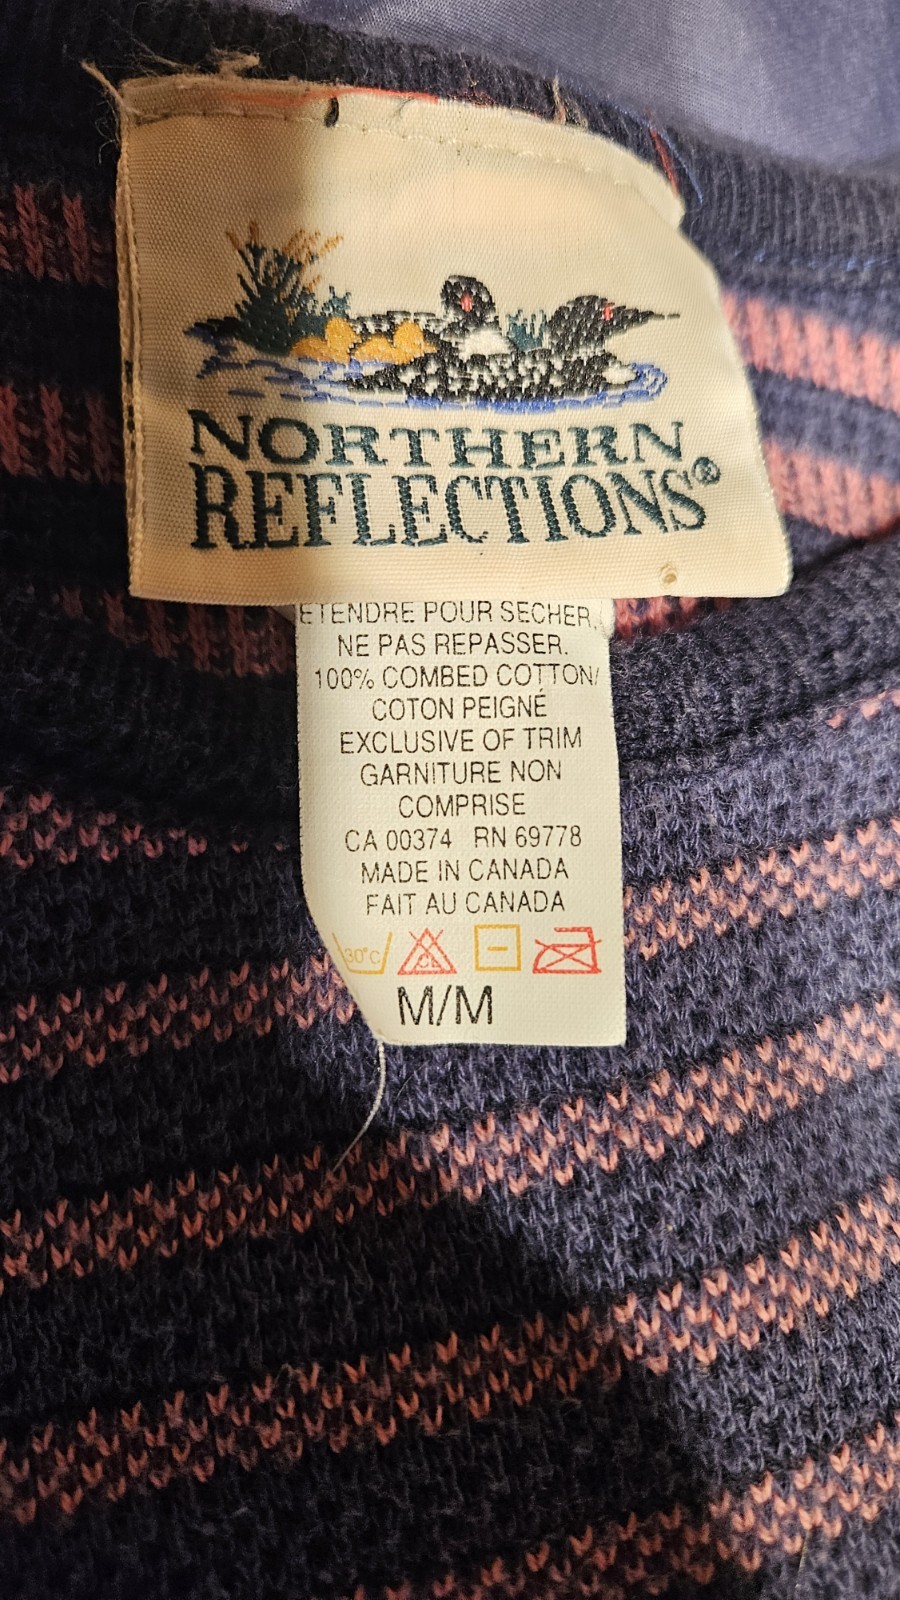 NORTHERN
REFLECTIONS®
ETENDRE POUR SECHER.
NE PAS REPASSER.
100% COMBED COTTON/
COTON PEIGNÉ
EXCLUSIVE OF TRIM
GARNITURE NON
COMPRISE
CA 00374 RN 69778
MADE IN CANADA
FAIT AU CANADA
30°C CL
M/M